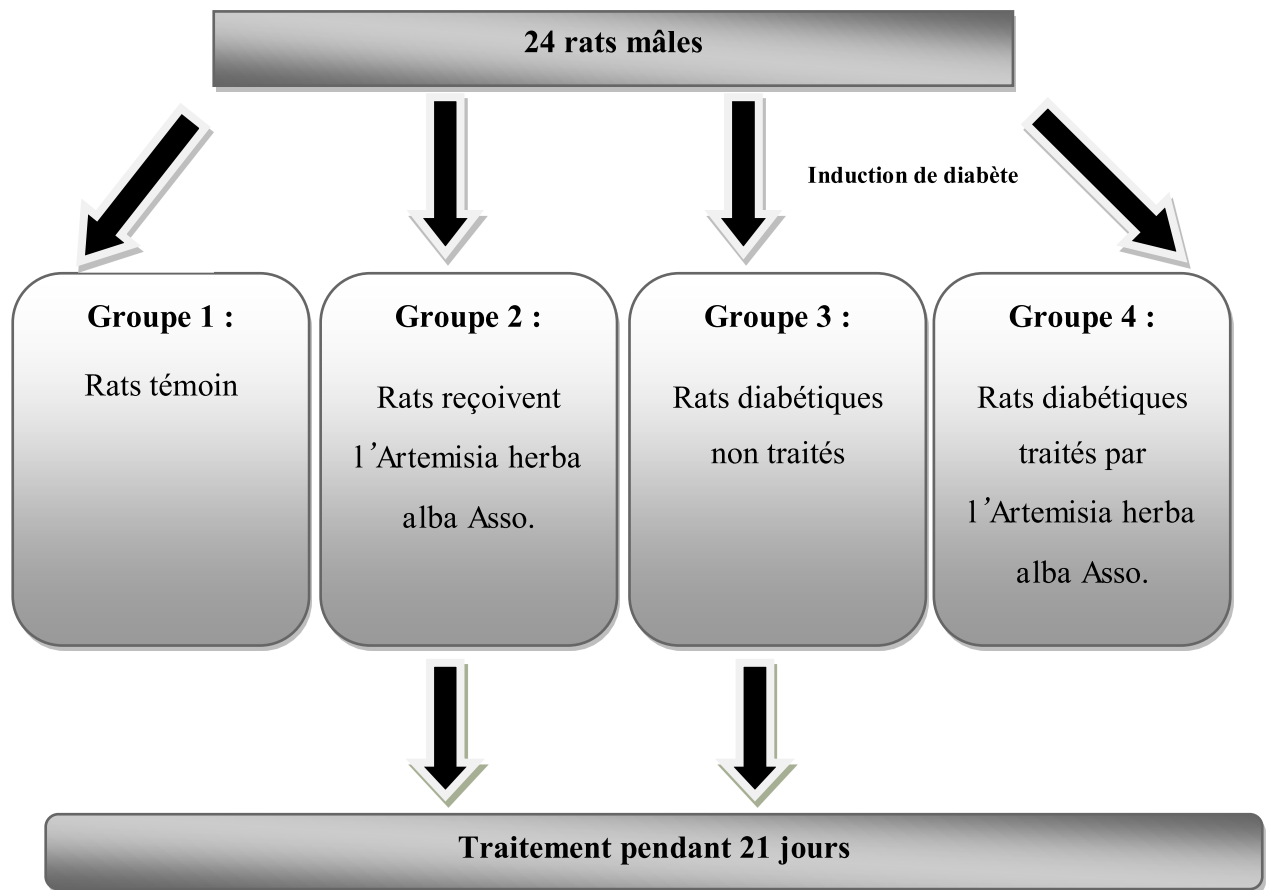 24 rats mâles
Induction de diabète
Groupe 1 :
Rats témoin
Groupe 2 :
Rats reçoivent
l’Artemisia herba
alba Asso.
Groupe 3 :
Rats diabétiques
non traités
Groupe 4 :
Rats diabétiques
traités par
l’Artemisia herba
alba Asso.
Traitement pendant 21 jours